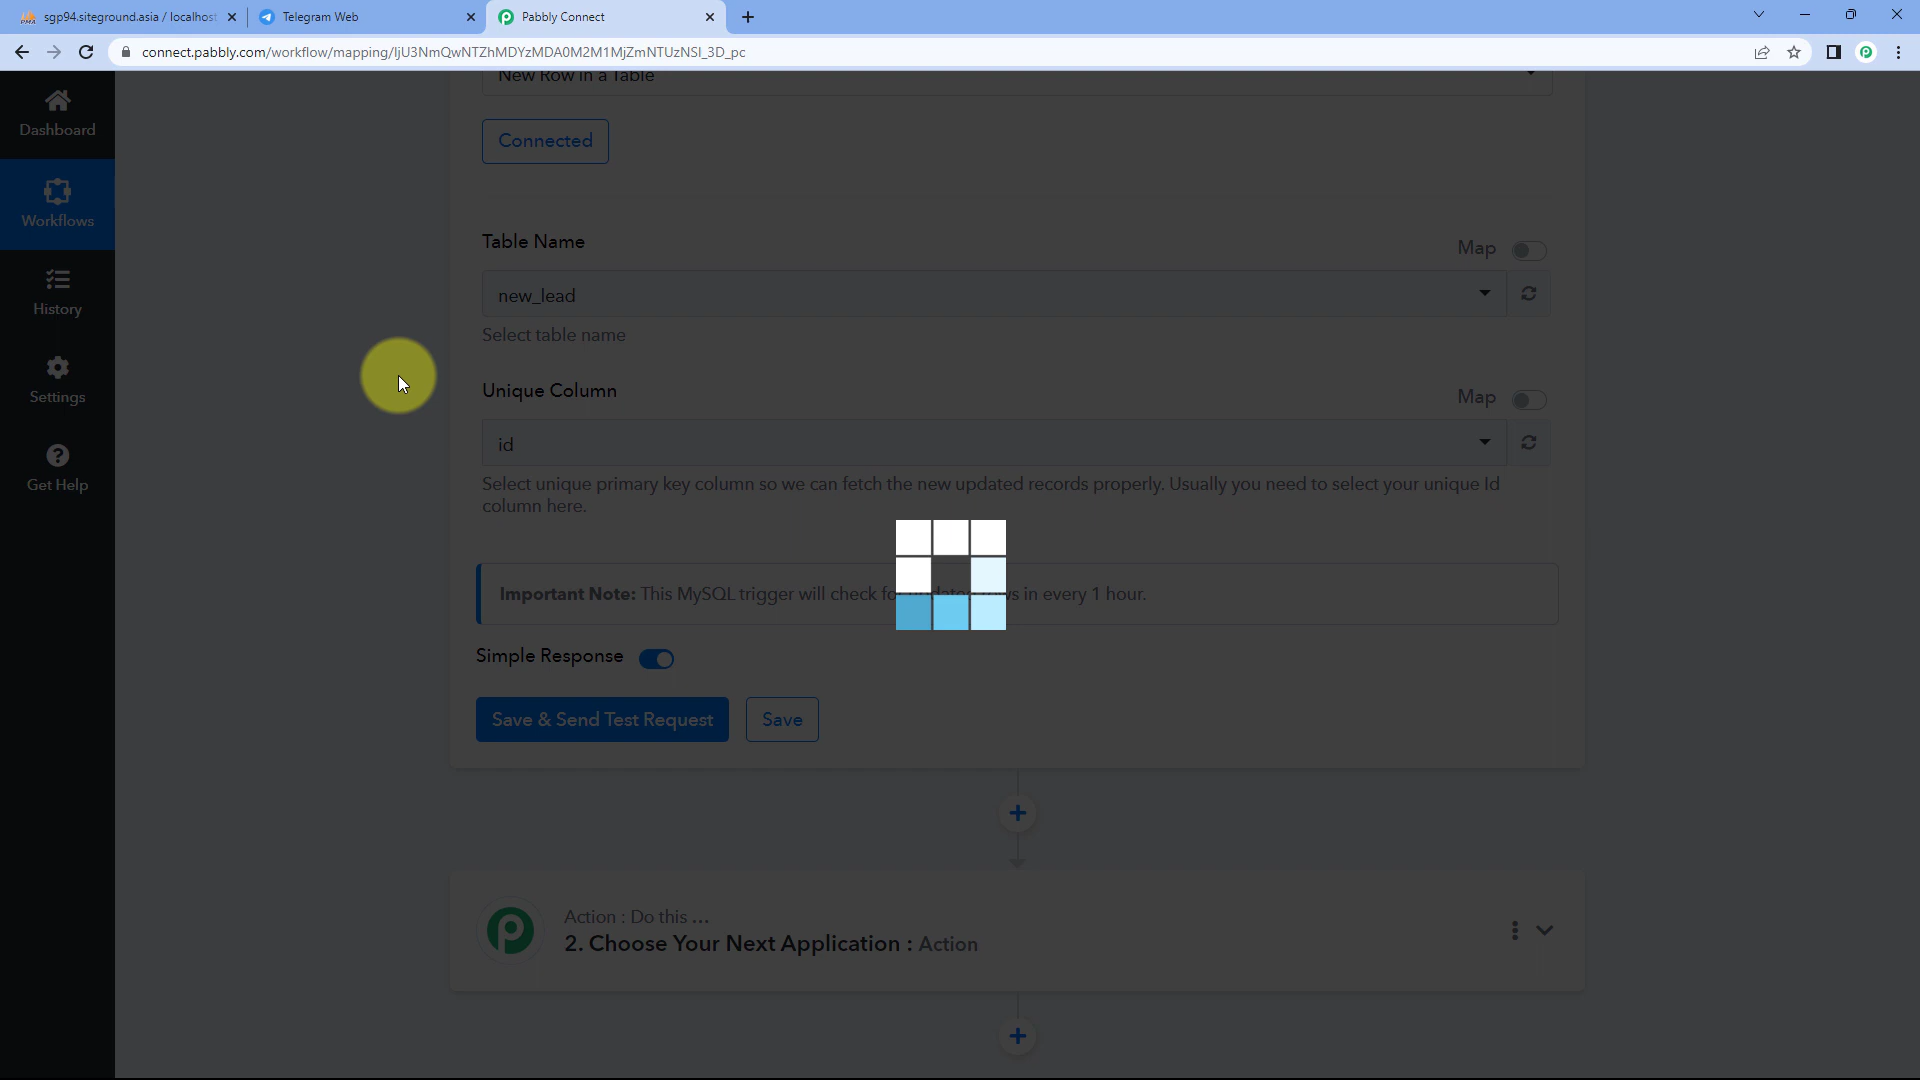 sgp94.siteground.asia / localhost
Telegram Web
Pabbly Connect
connect.pabbly.com/workflow/mapping/IjU3NmQwNTZhMDYzMDA0M2M1MjZmNTUzNSI_3D_pc
Dashboard
Workflows
History
Settings
Get Help
New Row in a Table
Connected
Table Name
Map
new_lead
Select table name
Unique Column
Map
id
Select unique primary key column so we can fetch the new updated records properly. Usually you need to select your unique Id
column here.
Important Note: This MySQL trigger will check in every 1 hour.
Simple Response
Save & Send Test Request
Save
Action : Do this ...
2. Choose Your Next Application : Action